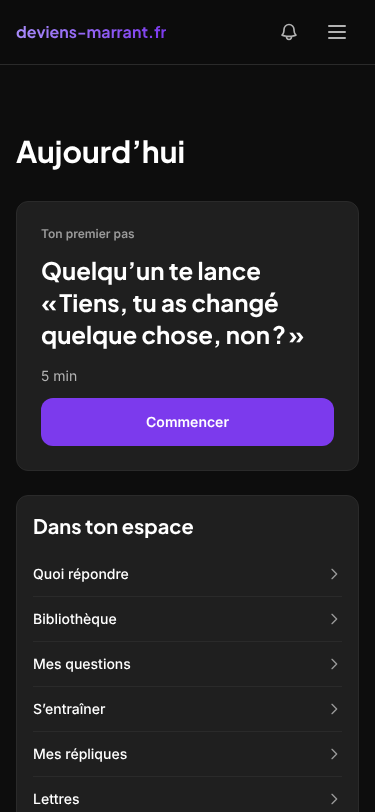 deviens-marrant.fr
Aujourd’hui
Ton premier pas
Quelqu’un te lance
« Tiens, tu as changé
quelque chose, non ? »
5 min
Commencer
Dans ton espace
Quoi répondre
Bibliothèque
Mes questions
S’entraîner
Mes répliques
Lettres